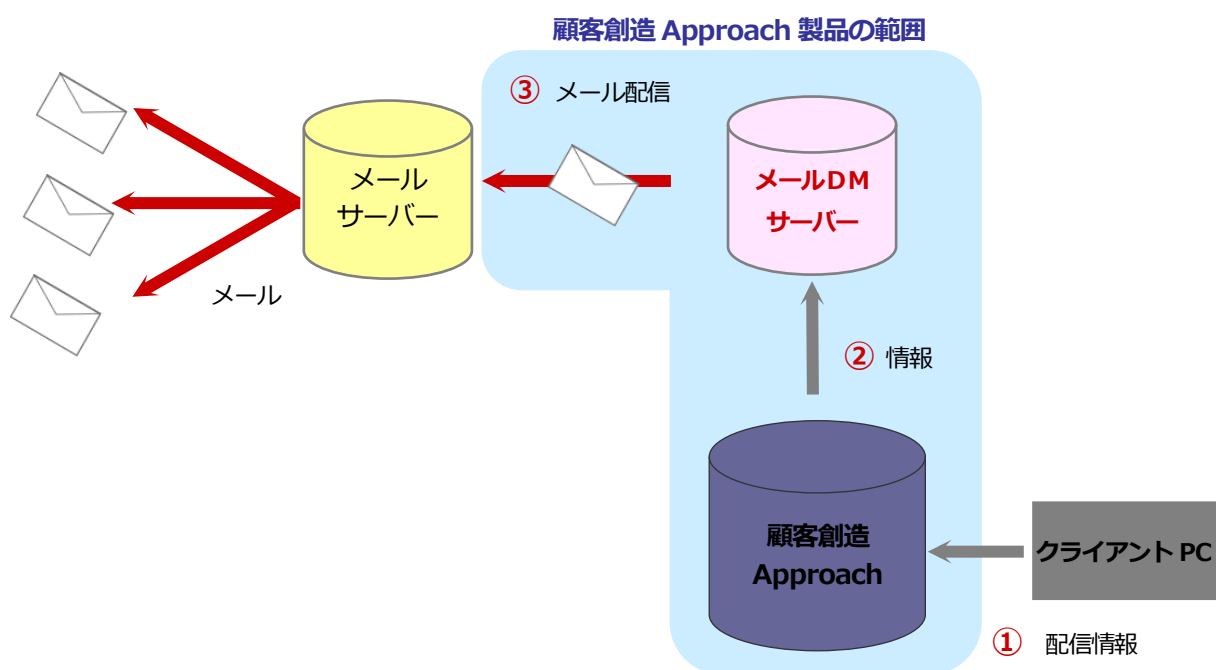 顧客創造 Approach 製品の範囲
③ メール配信
メール
サーバー
メールDM
サーバー
メール
② 情報
顧客創造
Approach
クライアント PC
① 配信情報